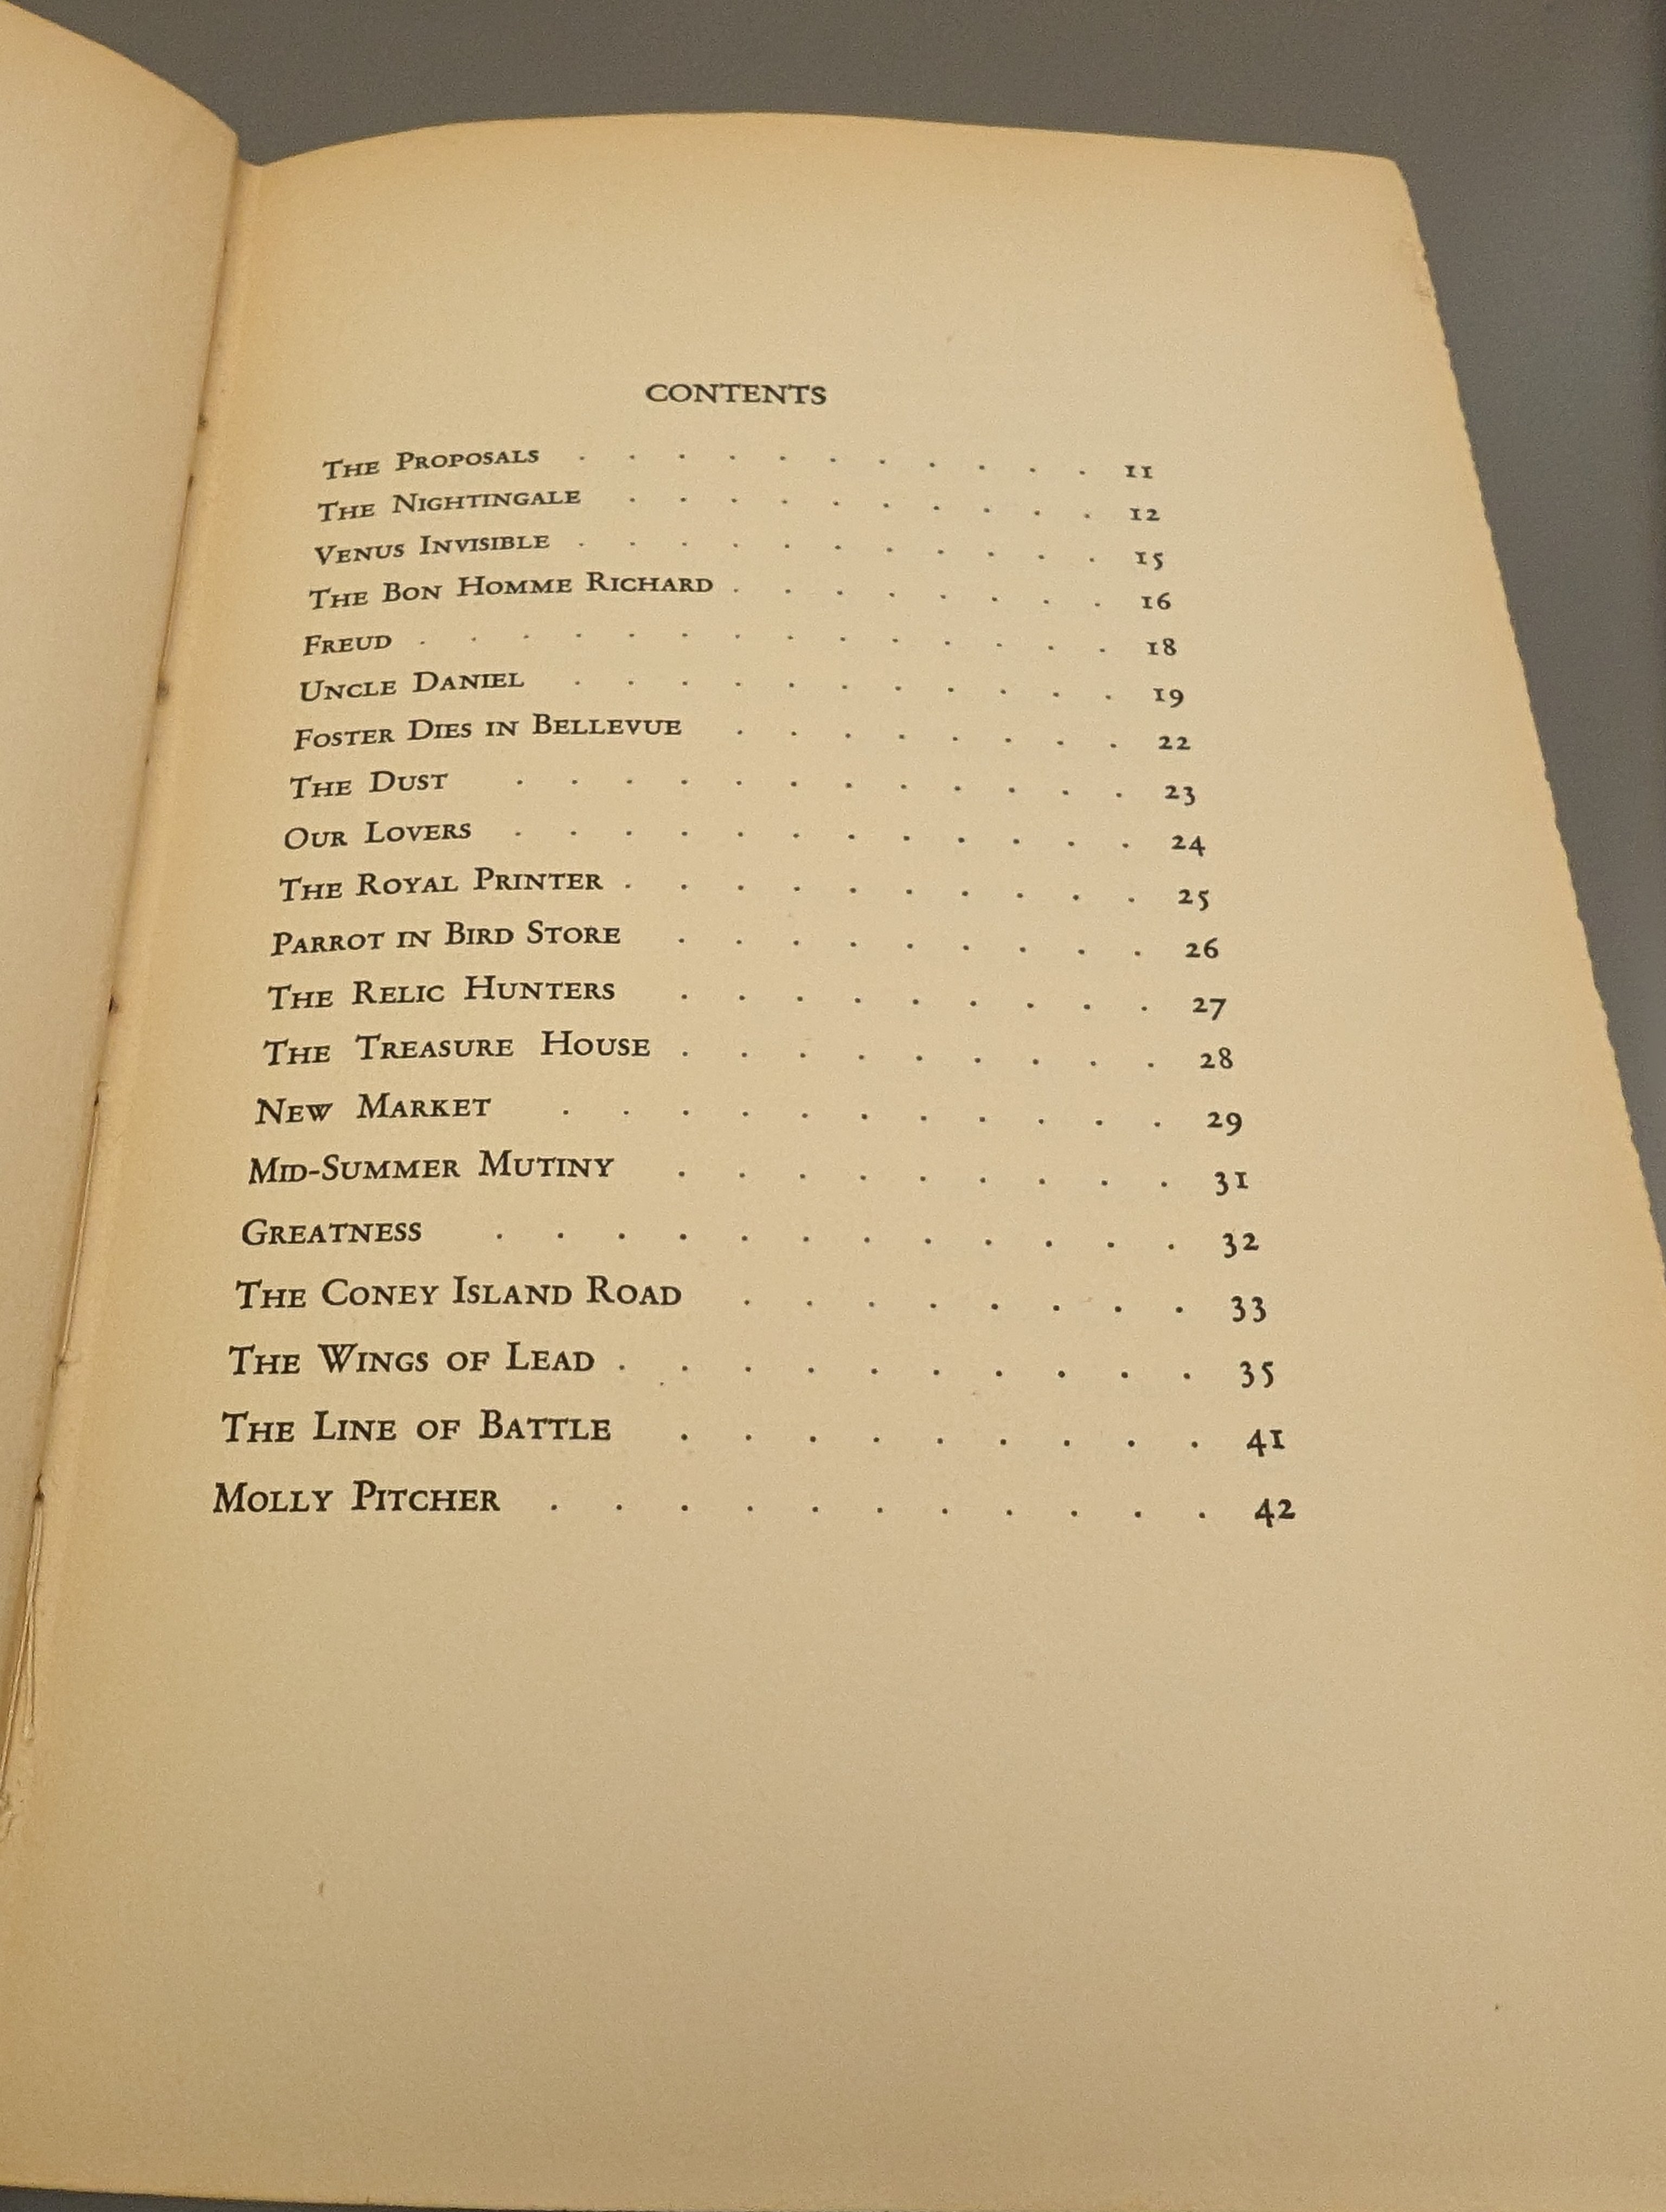 CONTENTS
The Proposals . . . . . . . . . . . 11
The Nightingale . . . . . . . . . . 12
Venus Invisible . . . . . . . . . . . 15
The Bon Homme Richard . . . . . . . . 16
Freud . . . . . . . . . . . . . . 18
Uncle Daniel . . . . . . . . . . . 19
Foster Dies in Bellevue . . . . . . . . 22
The Dust . . . . . . . . . . . . 23
Our Lovers . . . . . . . . . . . . 24
The Royal Printer . . . . . . . . . . 25
Parrot in Bird Store . . . . . . . . . 26
The Relic Hunters . . . . . . . . . 27
The Treasure House . . . . . . . . . 28
New Market . . . . . . . . . . . 29
Mid-Summer Mutiny . . . . . . . . . 31
Greatness . . . . . . . . . . . . 32
The Coney Island Road . . . . . . . . 33
The Wings of Lead . . . . . . . . . . 35
The Line of Battle . . . . . . . . . 41
Molly Pitcher . . . . . . . . . . . 42